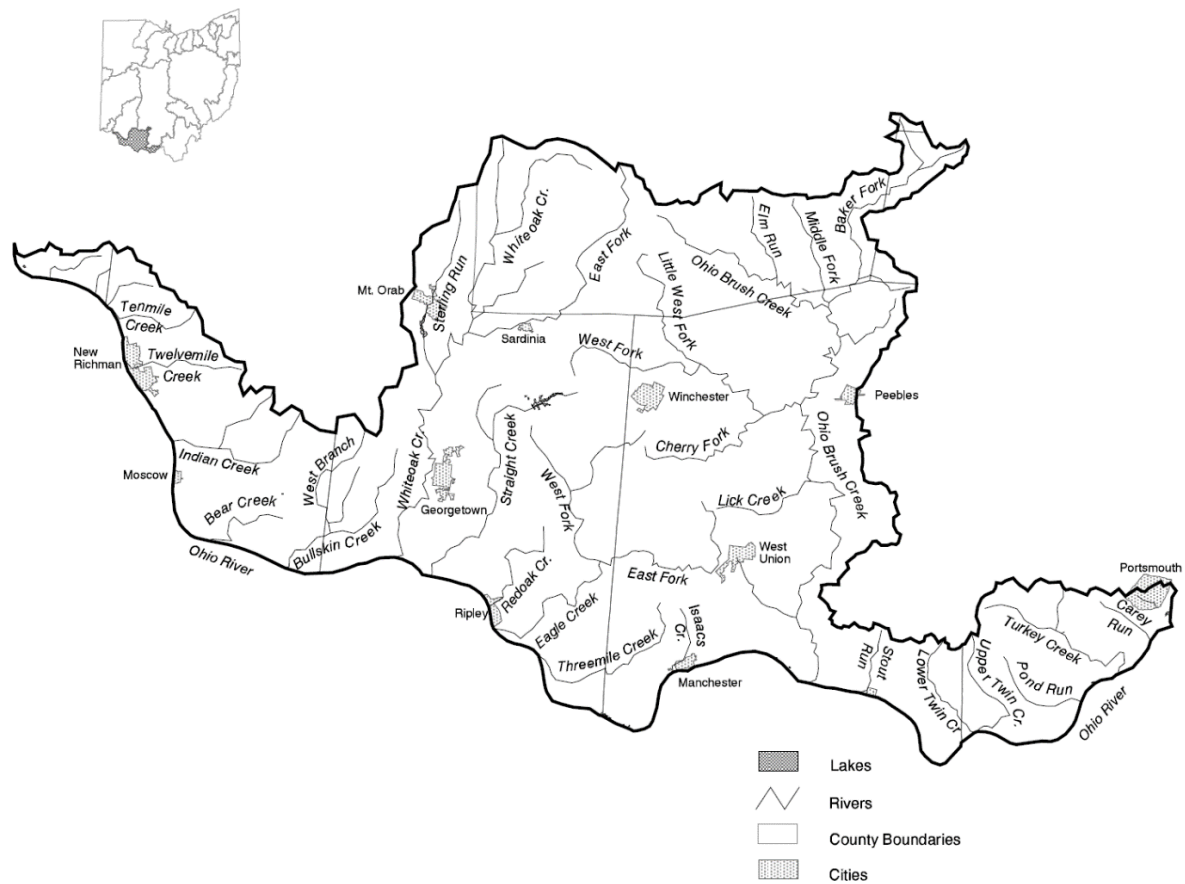 Baker Fork
Elm Run
Middle Fork
Whiteoak Cr.
East Fork
Little West Fork
Ohio Brush Creek
Sterling Run
Mt. Orab
Tenmile
Creek
Sardinia
New
Richman
Twelvemile
Creek
West Fork
Winchester
Peebles
Straight Creek
Whiteoak Cr.
West Branch
Cherry Fork
Ohio Brush Creek
Indian Creek
Moscow
Bear Creek
West Fork
Lick Creek
Georgetown
Bullskin Creek
Ohio River
West
Union
East Fork
Portsmouth
Redoak Cr.
Ripley
Eagle Creek
Isaacs
Cr.
Threemile Creek
Manchester
Carey
Run
Turkey Creek
Stout
Run
Lower Twin Cr
Upper Twin Cr.
Pond Run
Ohio River
Lakes
Rivers
County Boundaries
Cities